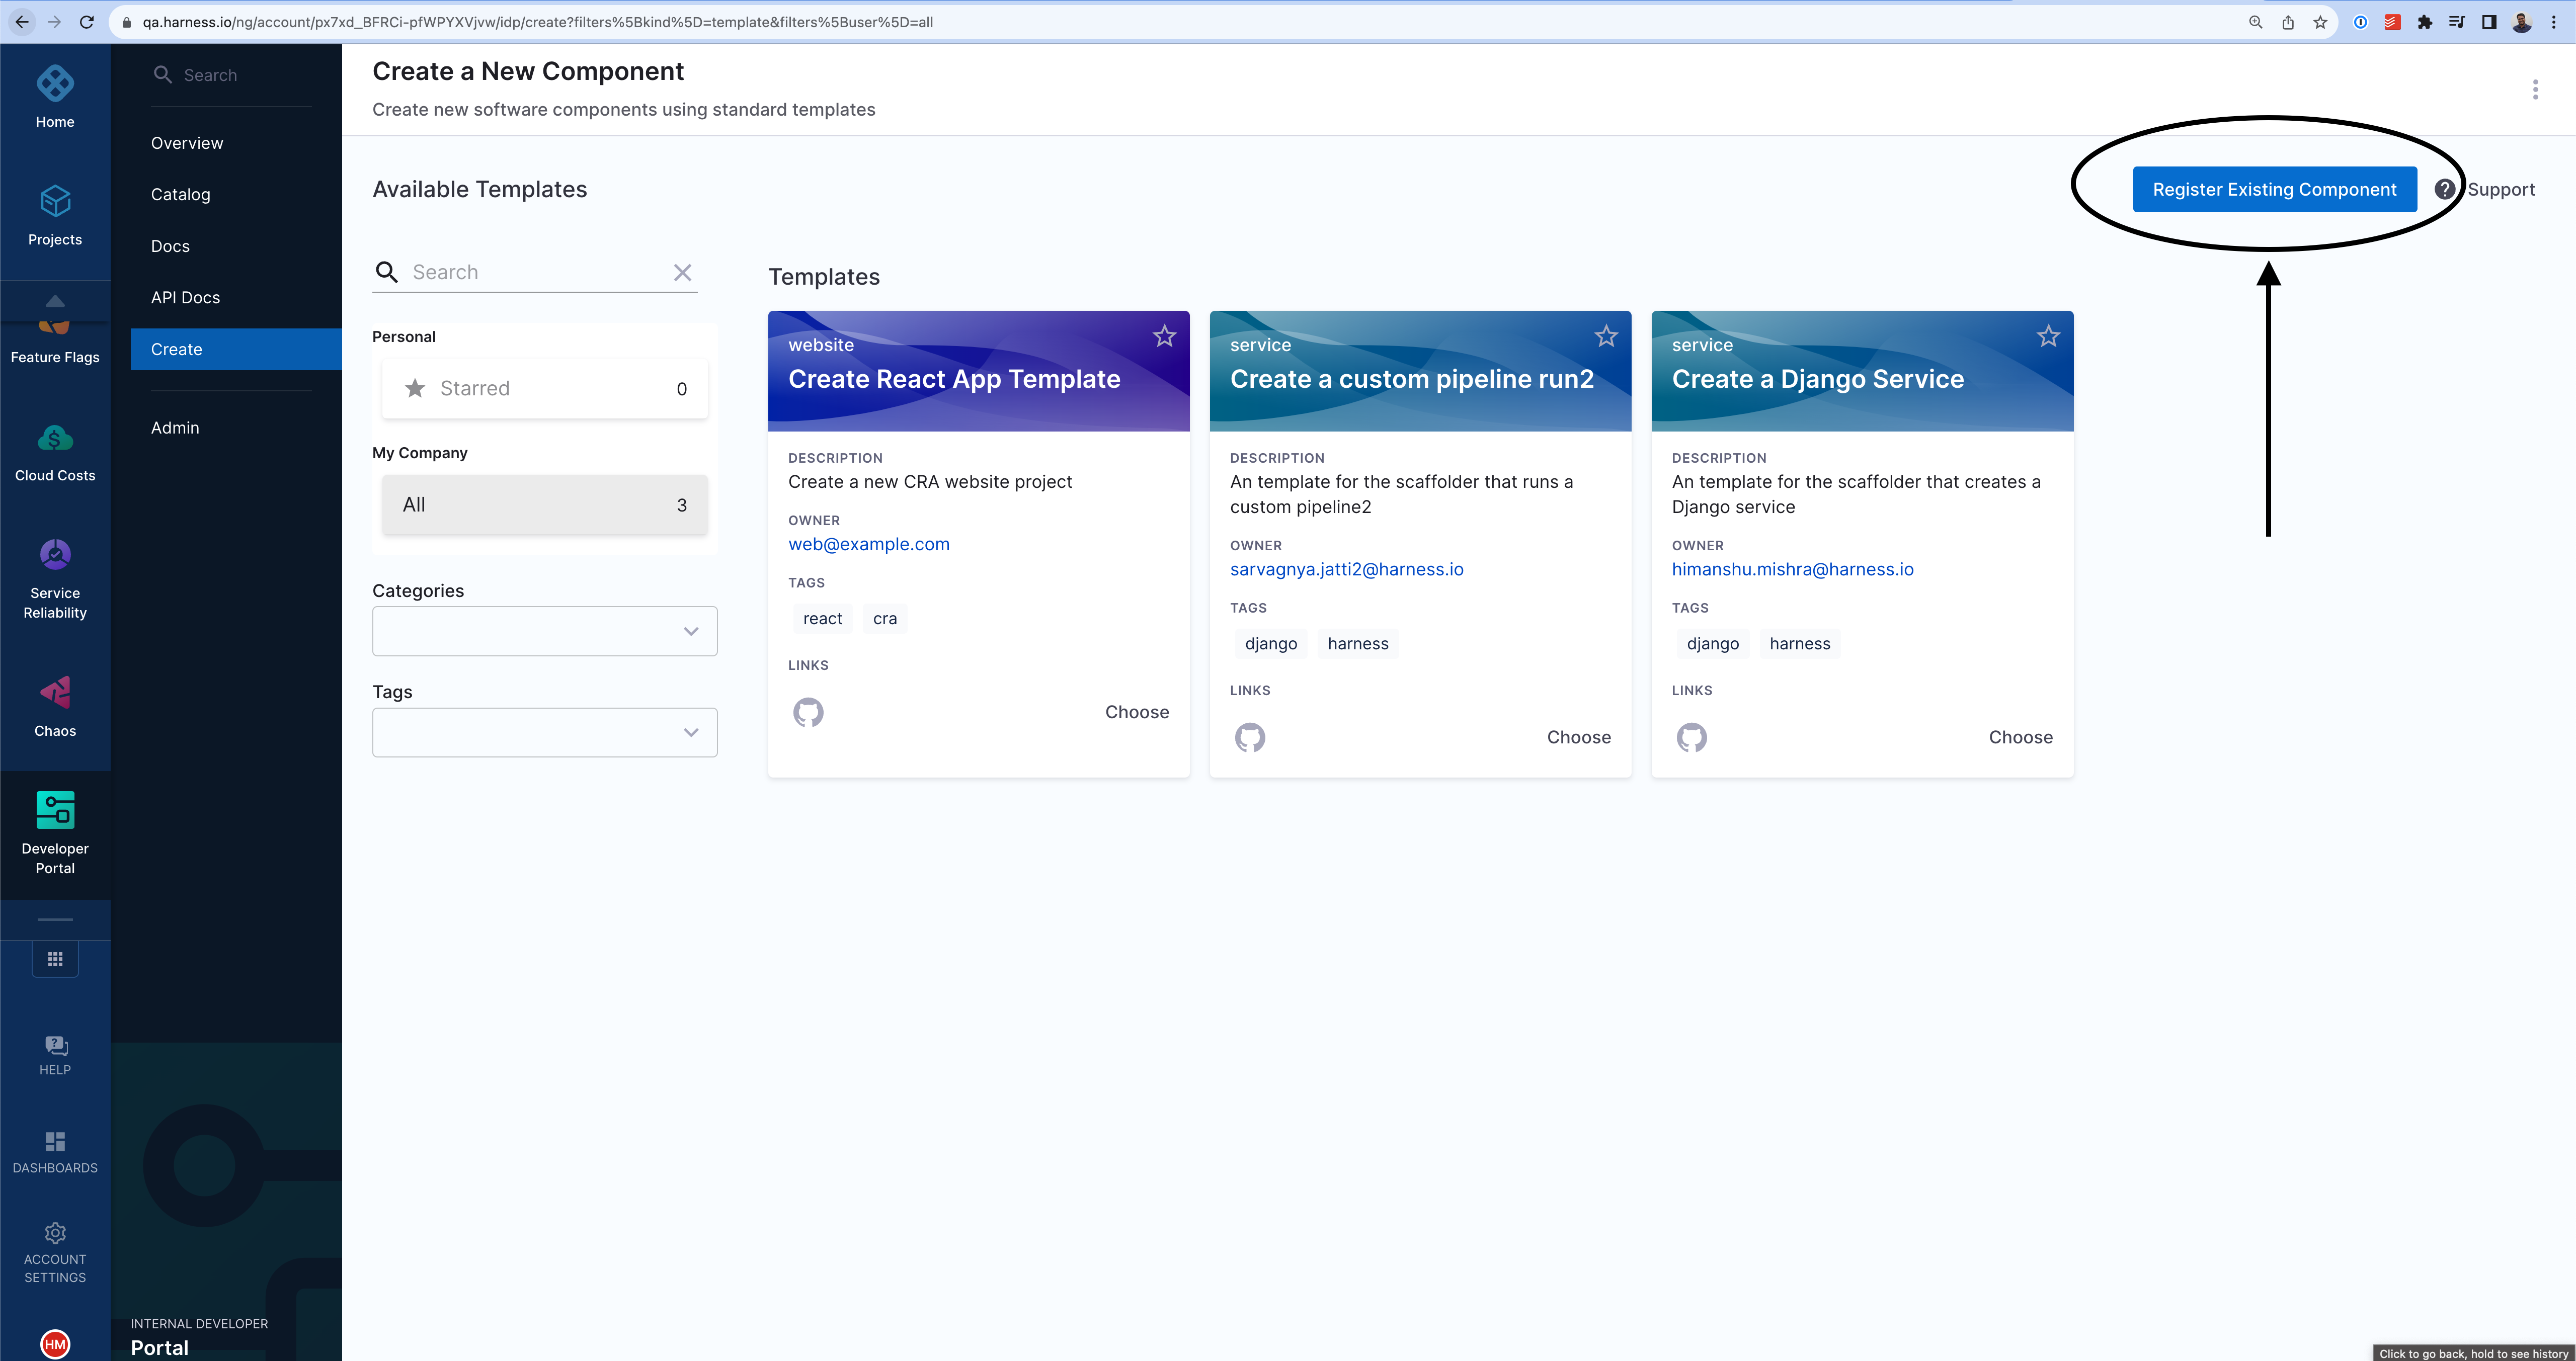 qa.harness.io/ng/account/px7xd_BFRCi-pfWPYXVjvw/idp/create?filters%5Bkind%5D=template&filters%5Buser%5D=all
Home
Projects
Feature Flags
Cloud Costs
Service
Reliability
Chaos
Developer
Portal
HELP
DASHBOARDS
ACCOUNT
SETTINGS
HM
Search
Overview
Catalog
Docs
API Docs
Create
Admin
INTERNAL DEVELOPER
Portal
Create a New Component
Create new software components using standard templates
Available Templates
Register Existing Component
? Support
Search
Personal
Starred 0
My Company
All 3
Categories
Tags
Templates
website
Create React App Template
DESCRIPTION
Create a new CRA website project
OWNER
web@example.com
TAGS
react cra
LINKS
Choose
service
Create a custom pipeline run2
DESCRIPTION
An template for the scaffolder that runs a
custom pipeline2
OWNER
sarvagnya.jatti2@harness.io
TAGS
django harness
LINKS
Choose
service
Create a Django Service
DESCRIPTION
An template for the scaffolder that creates a
Django service
OWNER
himanshu.mishra@harness.io
TAGS
django harness
LINKS
Choose
Click to go back, hold to see history